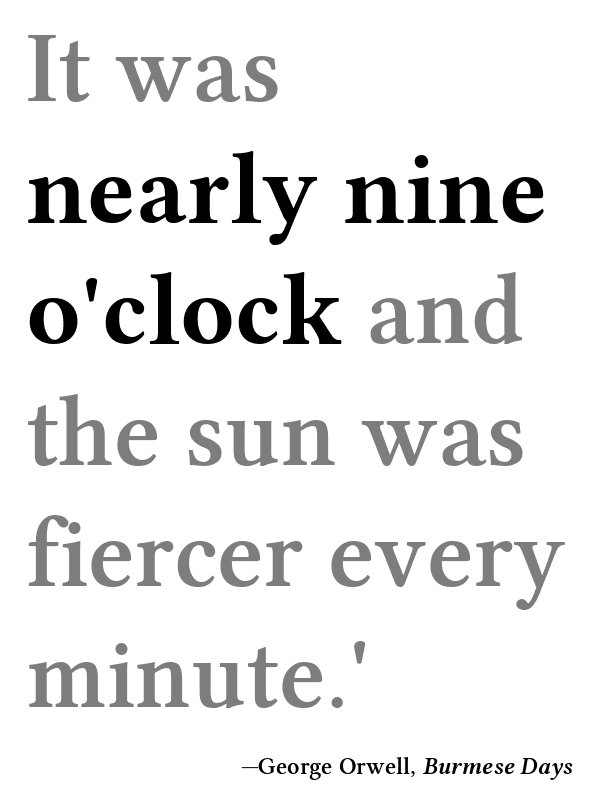 It was
nearly nine
o'clock and
the sun was
fiercer every
minute.'
—George Orwell, Burmese Days